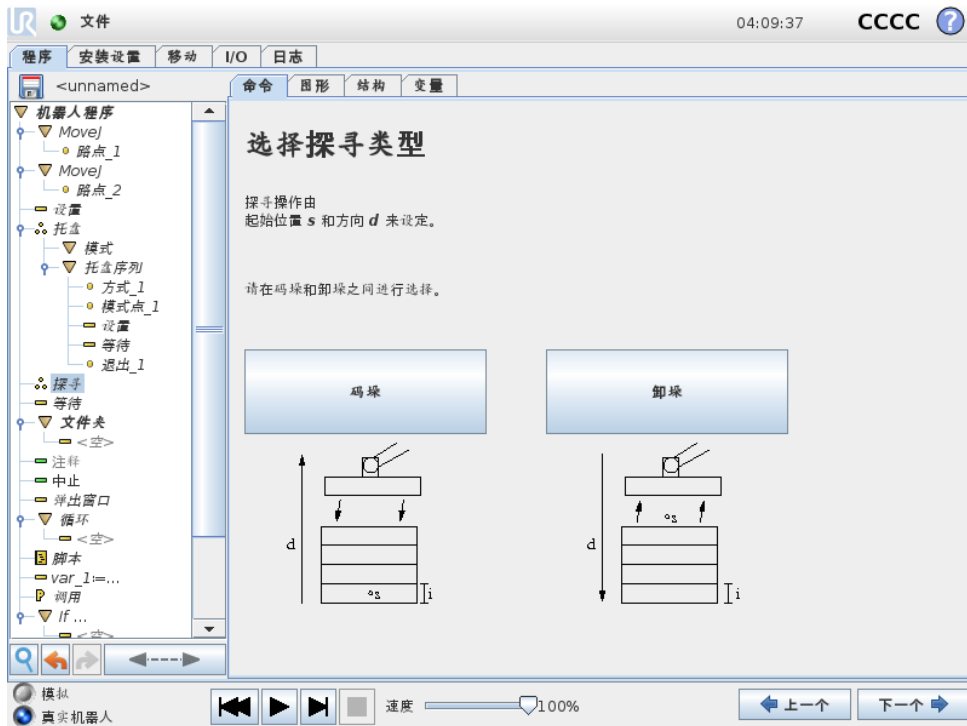 UR 文件 04:09:37 CCCC ?
程序 安装设置 移动 I/O 日志
<unnamed>
命令 图形 结构 变量
机器人程序
MoveJ
路点_1
MoveJ
路点_2
设置
托盘
模式
托盘序列
方式_1
模式点_1
设置
等待
退出_1
探寻
等待
文件夹
<空>
注释
中止
弹出窗口
循环
<空>
脚本
var_1:=...
调用
If ...
<空>
选择探寻类型
探寻操作由
起始位置 s 和方向 d 来设定。
请在码垛和卸垛之间进行选择。
码垛 卸垛
d s i
d s i
模拟
真实机器人
速度 100%
上一个 下一个